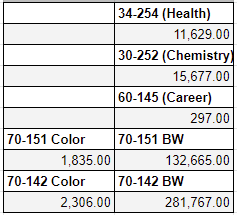 34-254 (Health)
11,629.00
30-252 (Chemistry)
15,677.00
60-145 (Career)
297.00
70-151 Color 70-151 BW
1,835.00 132,665.00
70-142 Color 70-142 BW
2,306.00 281,767.00